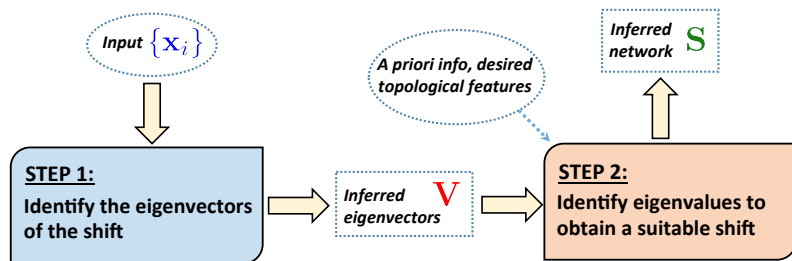 Input {x_i}
STEP 1:
Identify the eigenvectors
of the shift
Inferred
eigenvectors V
A priori info, desired
topological features
STEP 2:
Identify eigenvalues to
obtain a suitable shift
Inferred
network S